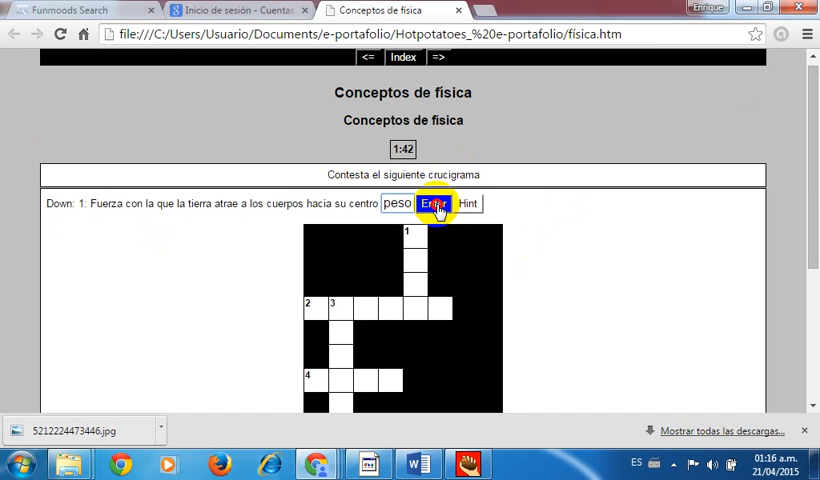 Funmoods Search
Inicio de sesión - Cuentas
Conceptos de física
Enrique
file:///C:/Users/Usuario/Documents/e-portafolio/Hotpotatoes_%20e-portafolio/física.htm
<= Index =>
Conceptos de física
Conceptos de física
1:42
Contesta el siguiente crucigrama
Down: 1: Fuerza con la que la tierra atrae a los cuerpos hacia su centro peso Enter Hint
1
2 3
4
5212224473446.jpg
Mostrar todas las descargas...
ES
01:16 a.m.
21/04/2015